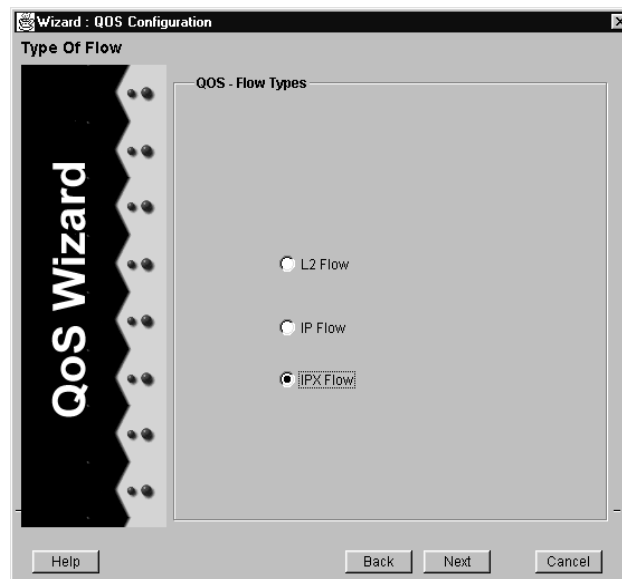 Wizard : QOS Configuration
Type Of Flow
QoS Wizard
QOS - Flow Types
L2 Flow
IP Flow
IPX Flow
Help
Back
Next
Cancel